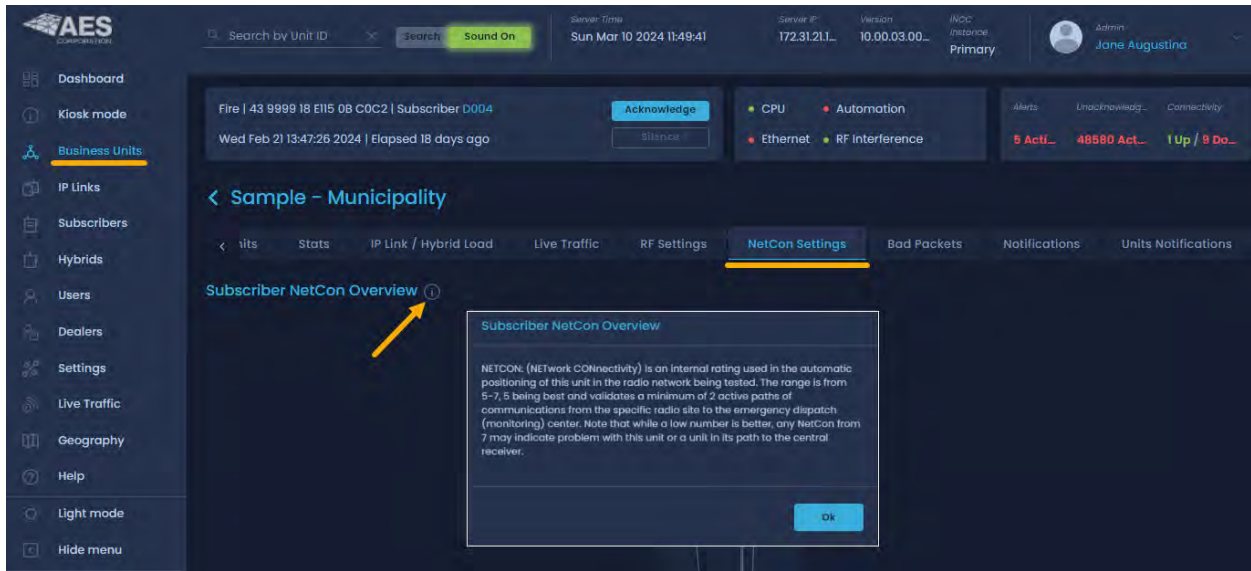 AES
CORPORATION
Search by Unit ID
Search
Sound On
Server Time
Sun Mar 10 2024 11:49:41
Server IP
172.31.21.1...
Version
10.00.03.00...
INCC
Instance
Primary
Admin
Jane Augustina
Dashboard
Kiosk mode
Business Units
IP Links
Subscribers
Hybrids
Users
Dealers
Settings
Live Traffic
Geography
Help
Light mode
Hide menu
Fire | 43 9999 18 E115 0B C0C2 | Subscriber D004
Acknowledge
Wed Feb 21 13:47:26 2024 | Elapsed 18 days ago
Silence
CPU
Automation
Ethernet
RF Interference
Alerts
Unacknowledg...
Connectivity
5 Acti...
48580 Act...
1 Up / 9 Do...
Sample - Municipality
nits
Stats
IP Link / Hybrid Load
Live Traffic
RF Settings
NetCon Settings
Bad Packets
Notifications
Units Notifications
Subscriber NetCon Overview
Subscriber NetCon Overview
NETCON: (NETwork CONnectivity) Is an internal rating used in the automatic
positioning of this unit in the radio network being tested. The range is from
5-7, 5 being best and validates a minimum of 2 active paths of
communications from the specific radio site to the emergency dispatch
(monitoring) center. Note that while a low number is better, any NetCon from
7 may indicate problem with this unit or a unit in its path to the central
receiver.
Ok